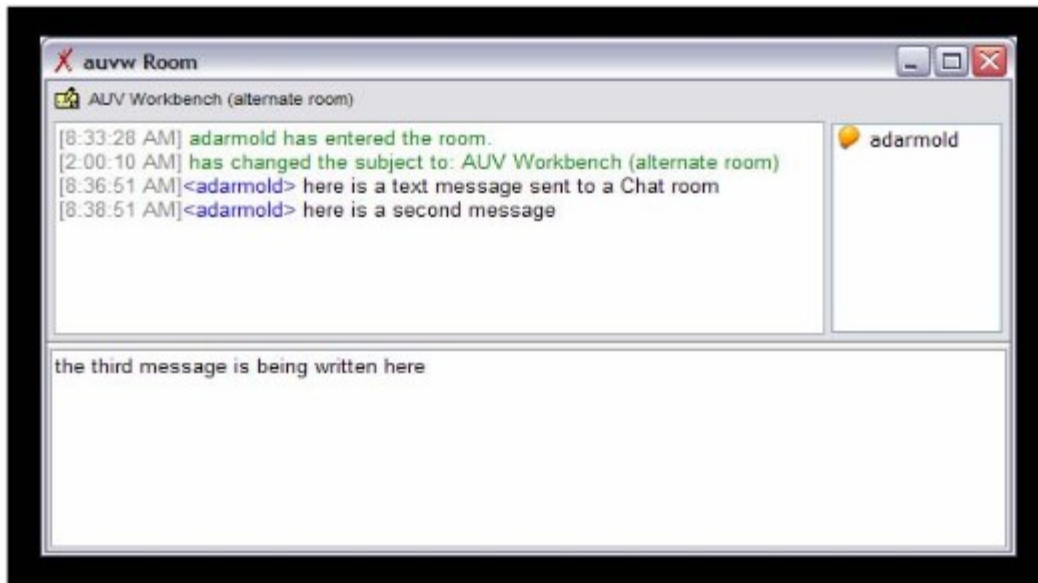 auvw Room
AUV Workbench (alternate room)
[8:33:28 AM] adarmold has entered the room.
[2:00:10 AM] has changed the subject to: AUV Workbench (alternate room)
[8:36:51 AM]<adarmold> here is a text message sent to a Chat room
[8:38:51 AM]<adarmold> here is a second message
adarmold
the third message is being written here